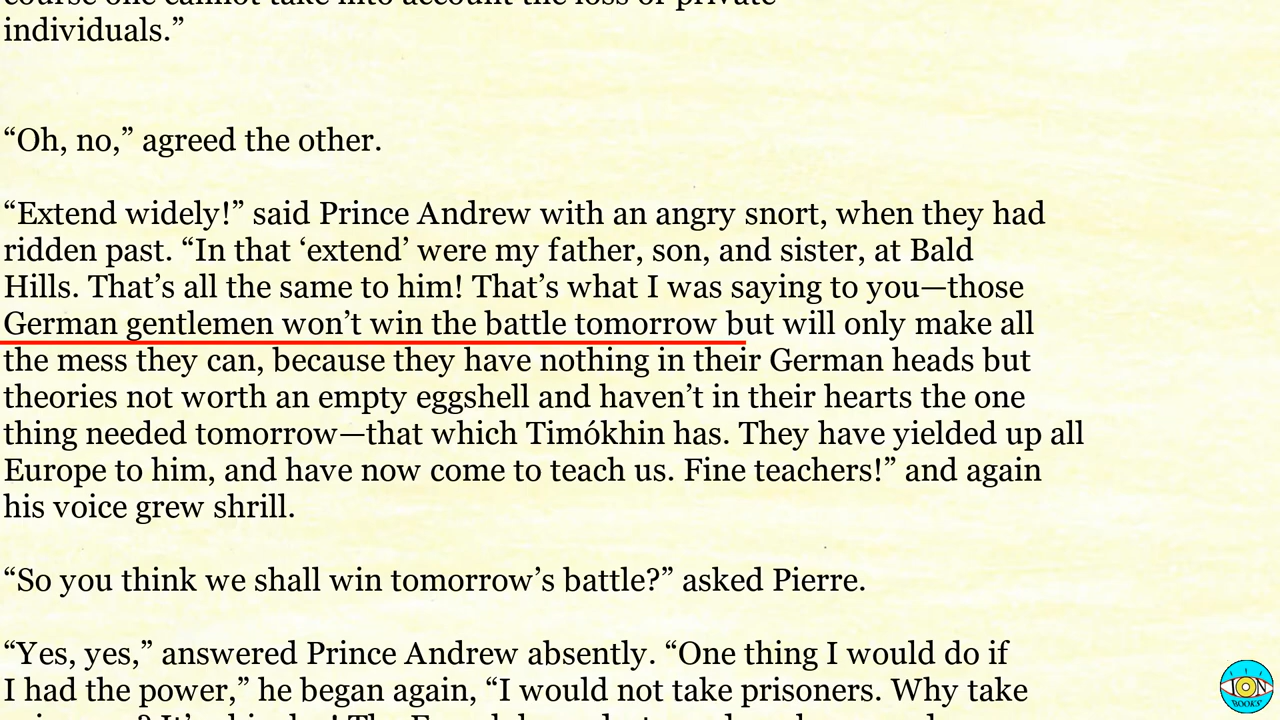 individuals.”
“Oh, no,” agreed the other.
“Extend widely!” said Prince Andrew with an angry snort, when they had
ridden past. “In that ‘extend’ were my father, son, and sister, at Bald
Hills. That’s all the same to him! That’s what I was saying to you—those
German gentlemen won’t win the battle tomorrow but will only make all
the mess they can, because they have nothing in their German heads but
theories not worth an empty eggshell and haven’t in their hearts the one
thing needed tomorrow—that which Timókhin has. They have yielded up all
Europe to him, and have now come to teach us. Fine teachers!” and again
his voice grew shrill.
“So you think we shall win tomorrow’s battle?” asked Pierre.
“Yes, yes,” answered Prince Andrew absently. “One thing I would do if
I had the power,” he began again, “I would not take prisoners. Why take
ION
BOOKS